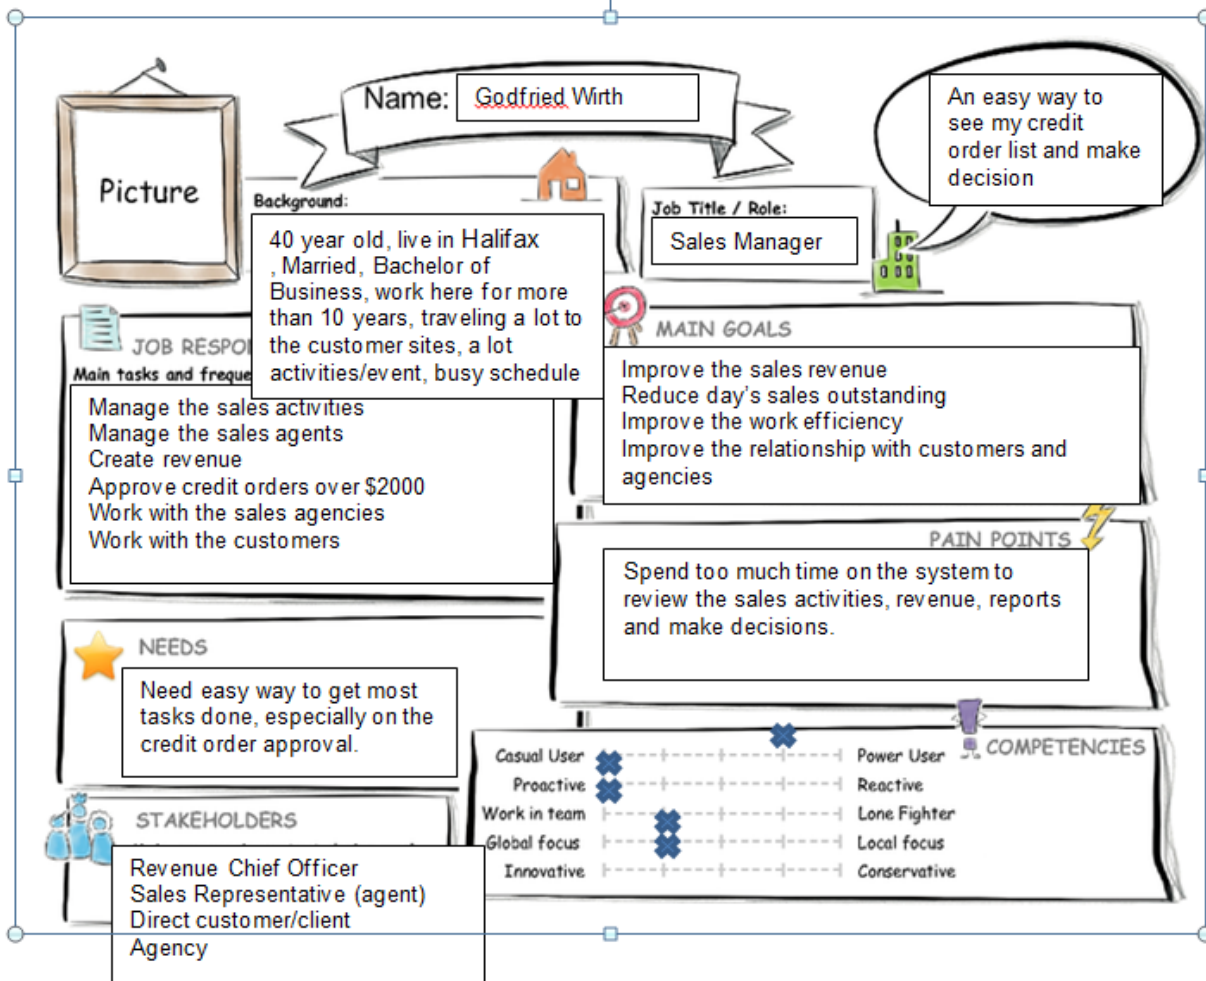 Name: Godfried Wirth
An easy way to
see my credit
order list and make
decision
Picture
Background:
40 year old, live in Halifax
, Married, Bachelor of
Business, work here for more
than 10 years, traveling a lot to
the customer sites, a lot
activities/event, busy schedule
Job Title / Role:
Sales Manager
JOB RESPO
Main tasks and freque
Manage the sales activities
Manage the sales agents
Create revenue
Approve credit orders over $2000
Work with the sales agencies
Work with the customers
MAIN GOALS
Improve the sales revenue
Reduce day's sales outstanding
Improve the work efficiency
Improve the relationship with customers and
agencies
PAIN POINTS
Spend too much time on the system to
review the sales activities, revenue, reports
and make decisions.
NEEDS
Need easy way to get most
tasks done, especially on the
credit order approval.
COMPETENCIES
Casual User Power User
Proactive Reactive
Work in team Lone Fighter
Global focus Local focus
Innovative Conservative
STAKEHOLDERS
Revenue Chief Officer
Sales Representative (agent)
Direct customer/client
Agency